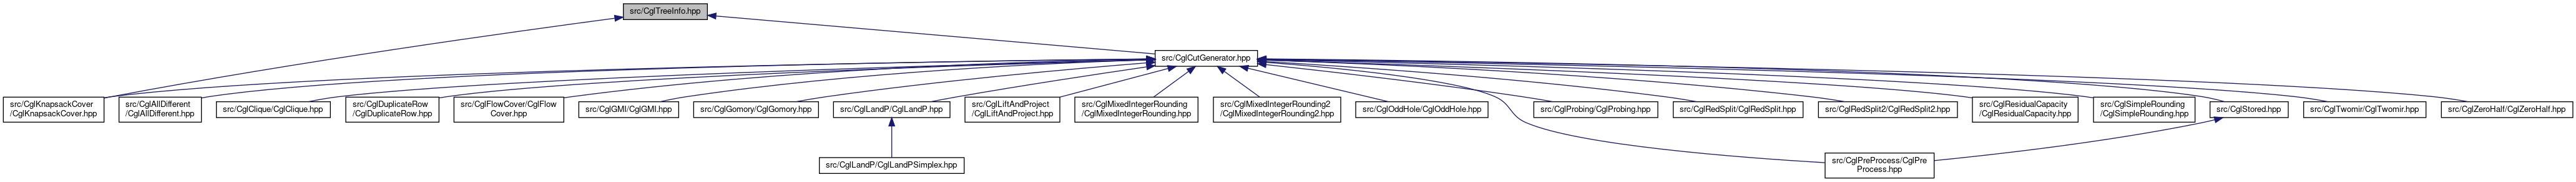 src/CglTreeInfo.hpp
src/CglCutGenerator.hpp
src/CglKnapsackCover
/CglKnapsackCover.hpp
src/CglAllDifferent
/CglAllDifferent.hpp
src/CglClique/CglClique.hpp
src/CglDuplicateRow
/CglDuplicateRow.hpp
src/CglFlowCover/CglFlow
Cover.hpp
src/CglGMI/CglGMI.hpp
src/CglGomory/CglGomory.hpp
src/CglLandP/CglLandP.hpp
src/CglLiftAndProject
/CglLiftAndProject.hpp
src/CglMixedIntegerRounding
/CglMixedIntegerRounding.hpp
src/CglMixedIntegerRounding2
/CglMixedIntegerRounding2.hpp
src/CglOddHole/CglOddHole.hpp
src/CglProbing/CglProbing.hpp
src/CglRedSplit/CglRedSplit.hpp
src/CglRedSplit2/CglRedSplit2.hpp
src/CglResidualCapacity
/CglResidualCapacity.hpp
src/CglSimpleRounding
/CglSimpleRounding.hpp
src/CglStored.hpp
src/CglTwomir/CglTwomir.hpp
src/CglZeroHalf/CglZeroHalf.hpp
src/CglLandP/CglLandPSimplex.hpp
src/CglPreProcess/CglPre
Process.hpp